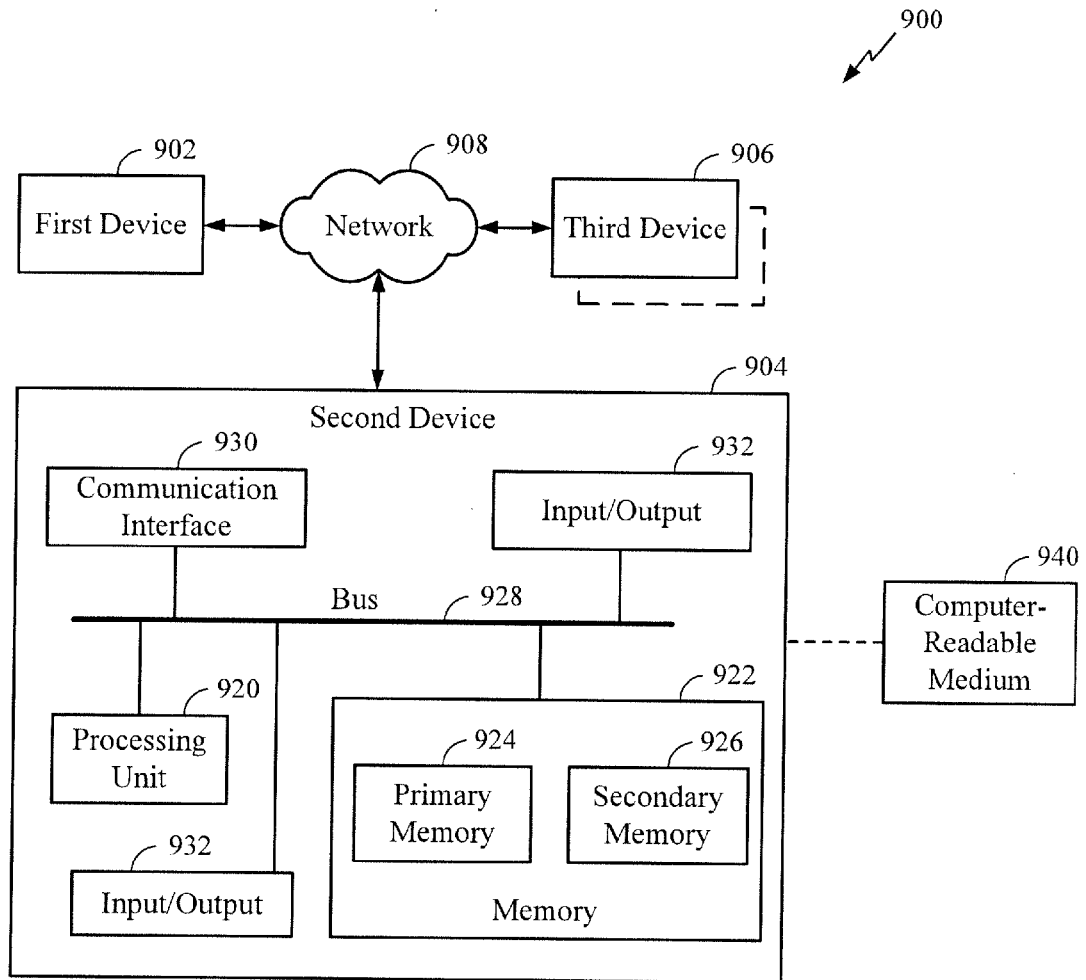 900
902
908
906
First Device
Network
Third Device
904
Second Device
930
932
Communication
Interface
Input/Output
940
Computer-
Readable
Medium
Bus
928
920
922
Processing
Unit
924
926
Primary
Memory
Secondary
Memory
932
Input/Output
Memory